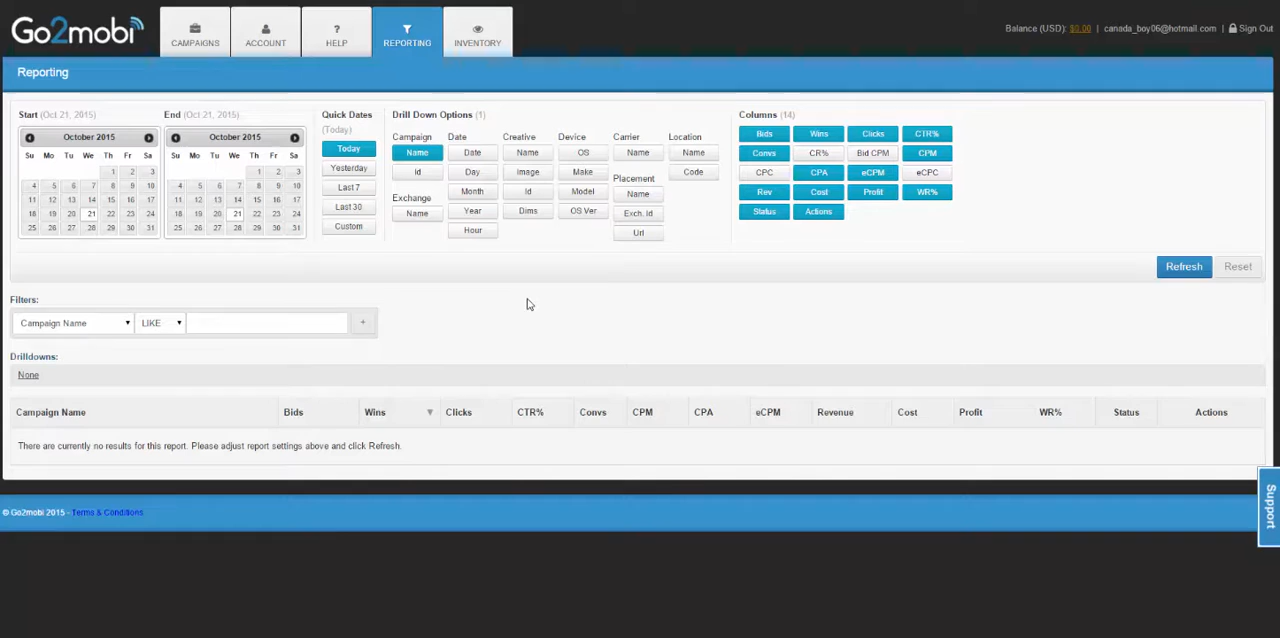 Go2mobi
CAMPAIGNS ACCOUNT HELP REPORTING INVENTORY
Balance (USD): $0.00 | canada_boy06@hotmail.com | Sign Out
Reporting
Start (Oct 21, 2015) End (Oct 21, 2015) Quick Dates Drill Down Options (1) Columns (14)
(Today)
October 2015 October 2015 Campaign Date Creative Device Carrier Location Bids Wins Clicks CTR%
Su Mo Tu We Th Fr Sa Su Mo Tu We Th Fr Sa Today Name Date Name OS Name Name Convs CR% Bid CPM CPM
1 2 3 1 2 3 Yesterday Id Day Image Make Placement Code CPC CPA eCPM eCPC
4 5 6 7 8 9 10 4 5 6 7 8 9 10 Last 7 Exchange Month Id Model Name Rev Cost Profit WR%
11 12 13 14 15 16 17 11 12 13 14 15 16 17 Last 30 Name Year Dims OS Ver Exch. Id Status Actions
18 19 20 21 22 23 24 18 19 20 21 22 23 24 Custom Hour Url
25 26 27 28 29 30 31 25 26 27 28 29 30 31
Refresh Reset
Filters:
Campaign Name LIKE +
Drilldowns:
None
Campaign Name Bids Wins Clicks CTR% Convs CPM CPA eCPM Revenue Cost Profit WR% Status Actions
There are currently no results for this report. Please adjust report settings above and click Refresh.
Support
© Go2mobi 2015 - Terms & Conditions